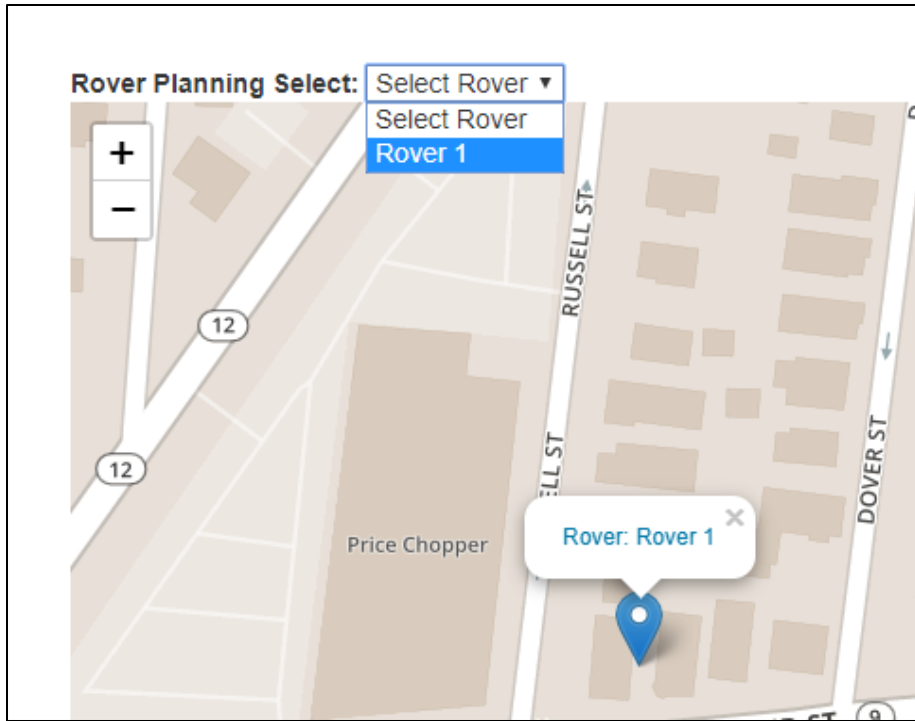 Rover Planning Select: Select Rover ▼
Select Rover
Rover 1
+
−
RUSSELL ST
12
12
DOVER ST
ELL ST
Price Chopper
Rover: Rover 1 ×
ST
9